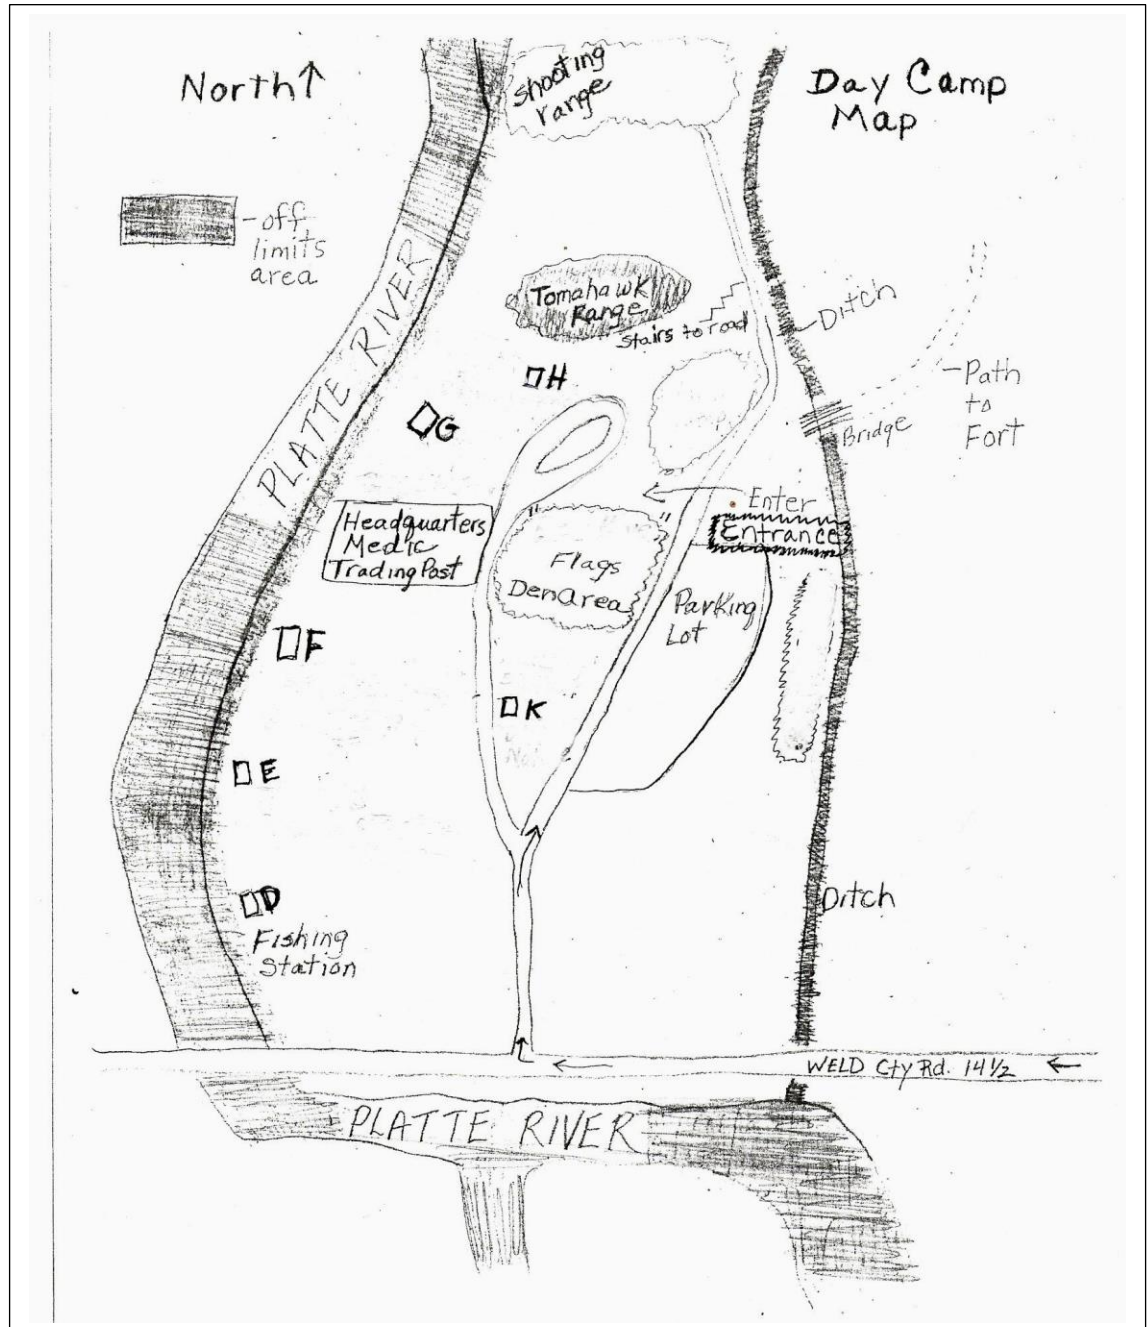 North↑
Day Camp
Map
shooting
range
-off
limits
area
PLATTE RIVER
Tomahawk
Range
Stairs to road
Ditch
H
G
Path
to
Fort
Bridge
Enter
Entrance
Headquarters
Medic
Trading Post
Flags
Den Area
Parking
Lot
F
K
E
D
Fishing
Station
Ditch
WELD Cty Rd. 14½
PLATTE RIVER